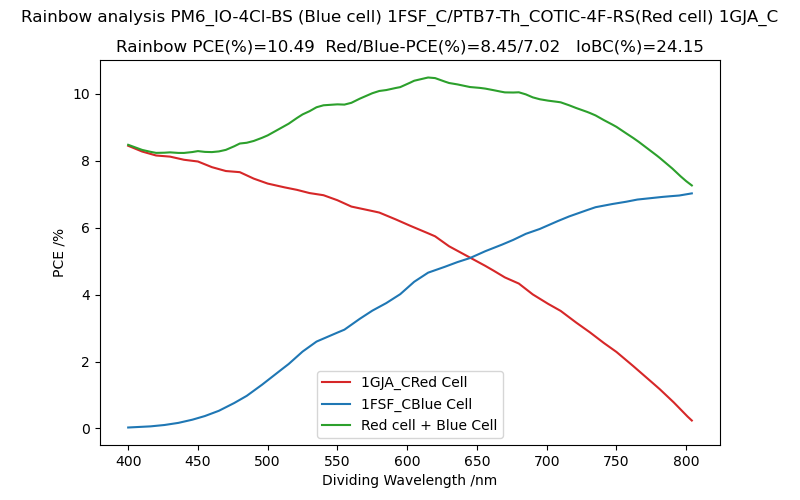 Rainbow analysis PM6_IO-4Cl-BS (Blue cell) 1FSF_C/PTB7-Th_COTIC-4F-RS(Red cell) 1GJA_C
Rainbow PCE(%)=10.49  Red/Blue-PCE(%)=8.45/7.02   IoBC(%)=24.15
PCE /%
10
8
6
4
2
0
1GJA_CRed Cell
1FSF_CBlue Cell
Red cell + Blue Cell
400 450 500 550 600 650 700 750 800
Dividing Wavelength /nm